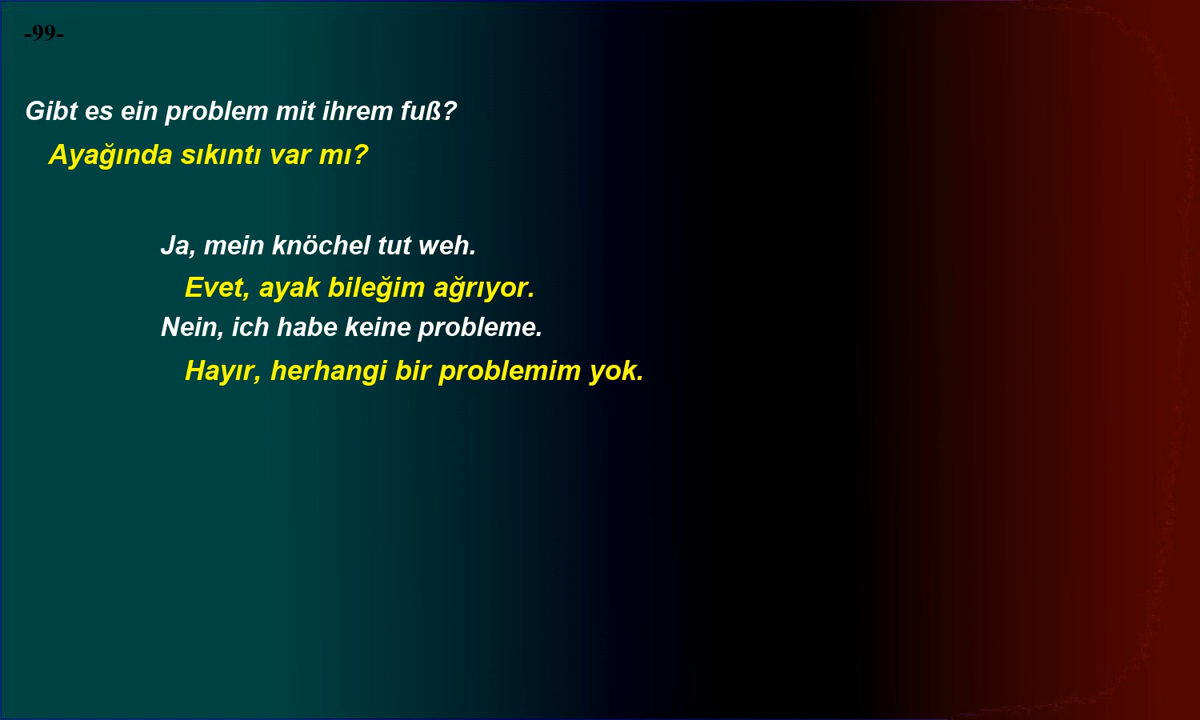 -99-
Gibt es ein problem mit ihrem fuß?
Ayağında sıkıntı var mı?
Ja, mein knöchel tut weh.
Evet, ayak bileğim ağrıyor.
Nein, ich habe keine probleme.
Hayır, herhangi bir problemim yok.